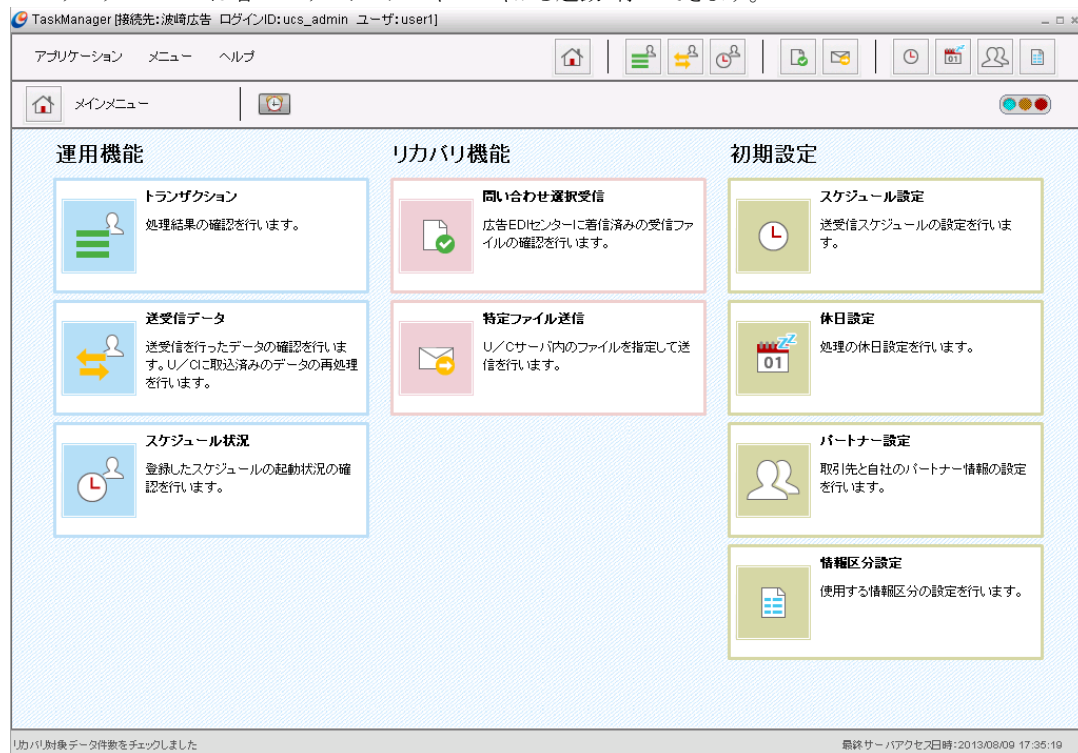 TaskManager [接続先:波崎広告 ログインID:ucs_admin ユーザ:user1]
アプリケーション メニュー ヘルプ
01
メインメニュー
運用機能
トランザクション
処理結果の確認を行います。
送受信データ
送受信を行ったデータの確認を行いま
す。U/Cに取込済みのデータの再処理
を行います。
スケジュール状況
登録したスケジュールの起動状況の確
認を行います。
リカバリ機能
問い合わせ選択受信
広告EDIセンターに着信済みの受信ファ
イルの確認を行います。
特定ファイル送信
U/Cサーバ内のファイルを指定して送
信を行います。
初期設定
スケジュール設定
送受信スケジュールの設定を行いま
す。
休日設定
処理の休日設定を行います。
01
パートナー設定
取引先と自社のパートナー情報の設定
を行います。
情報区分設定
使用する情報区分の設定を行います。
リカバリ対象データ件数をチェックしました
最終サーバアクセス日時:2013/08/09 17:35:19